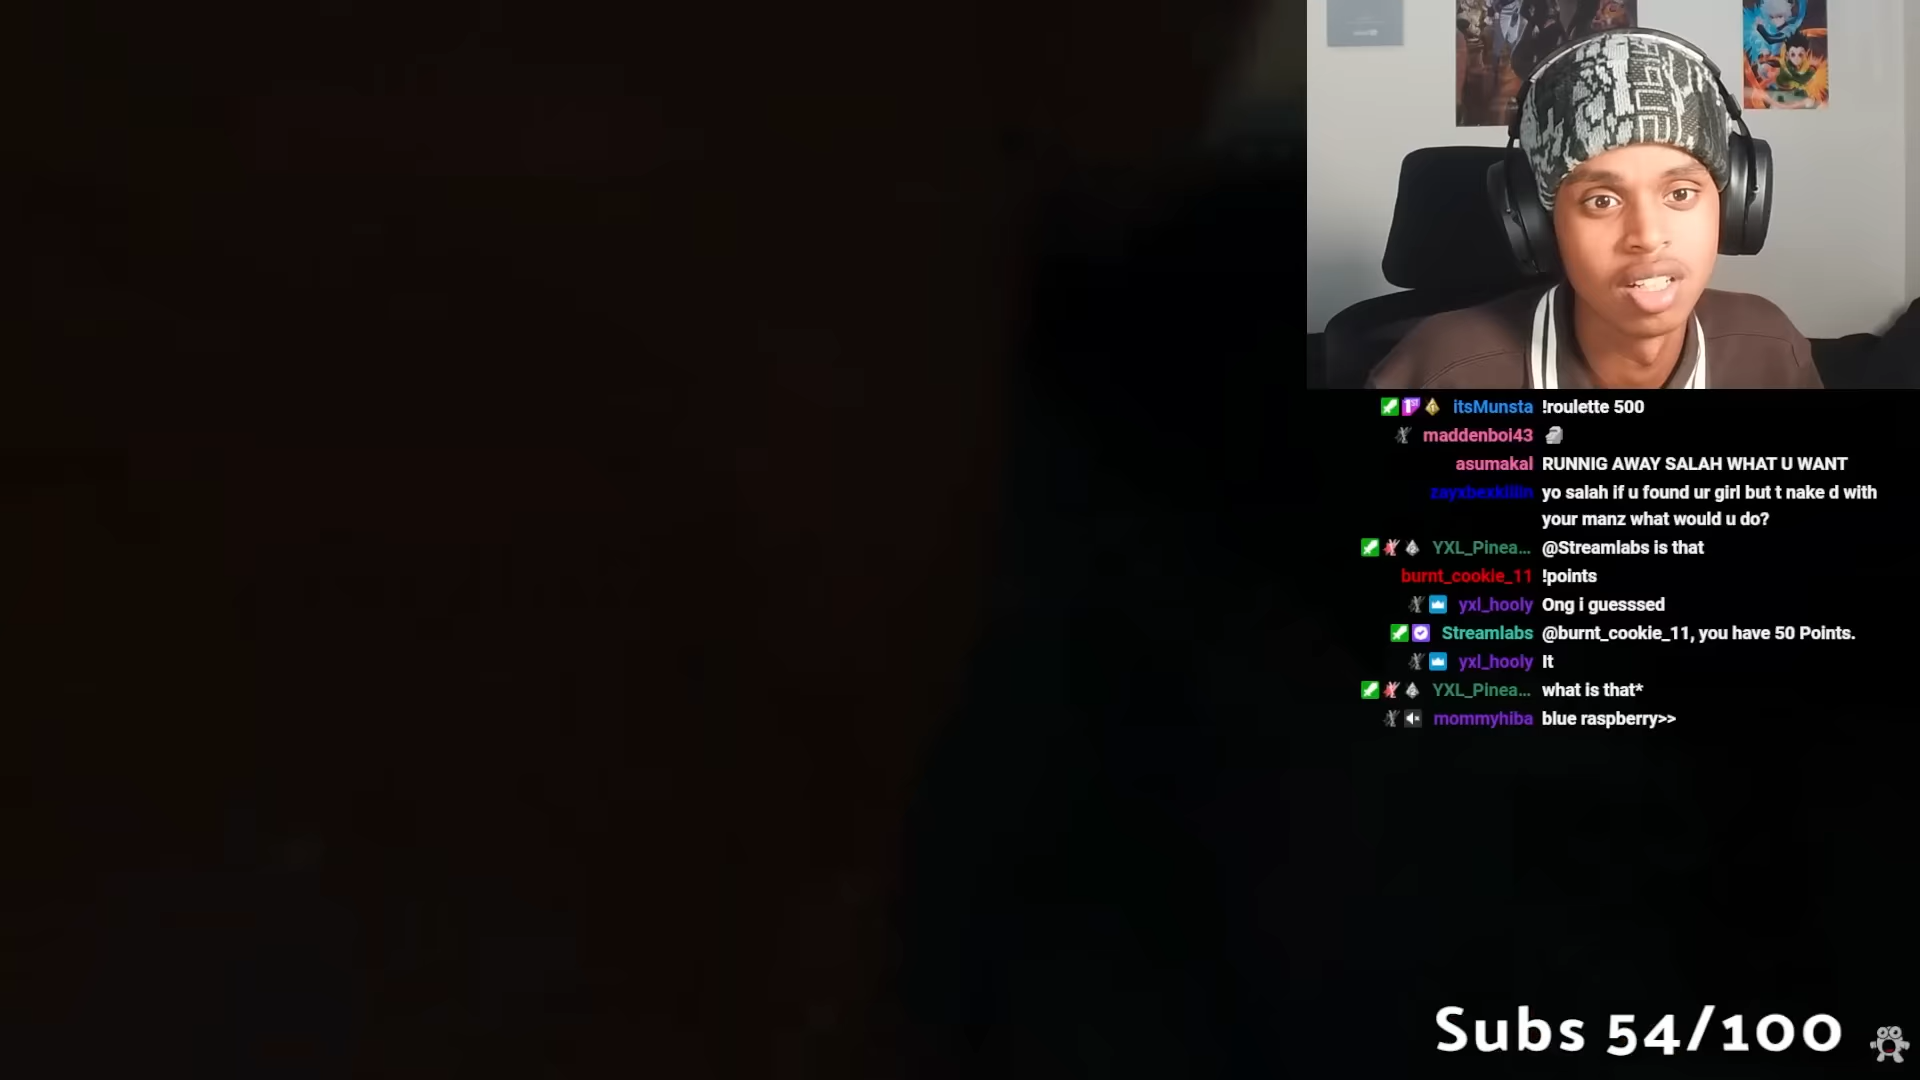 itsMunsta !roulette 500
maddenboi43
asumakal RUNNIG AWAY SALAH WHAT U WANT
zayxbexkillin yo salah if u found ur girl but t nake d with
your manz what would u do?
YXL_Pinea... @Streamlabs is that
burnt_cookie_11 !points
yxl_hooly Ong i guesssed
Streamlabs @burnt_cookie_11, you have 50 Points.
yxl_hooly It
YXL_Pinea... what is that*
mommyhiba blue raspberry>>
Subs 54/100